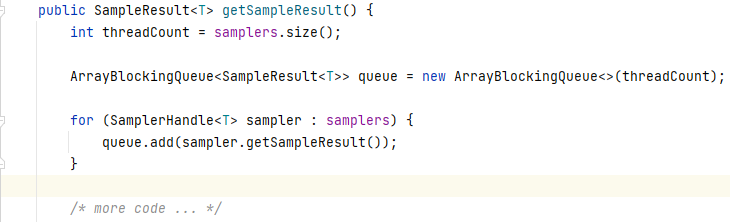 public SampleResult<T> getSampleResult() {
int threadCount = samplers.size();
ArrayBlockingQueue<SampleResult<T>> queue = new ArrayBlockingQueue<>(threadCount);
for (SamplerHandle<T> sampler : samplers) {
queue.add(sampler.getSampleResult());
}
/* more code ... */